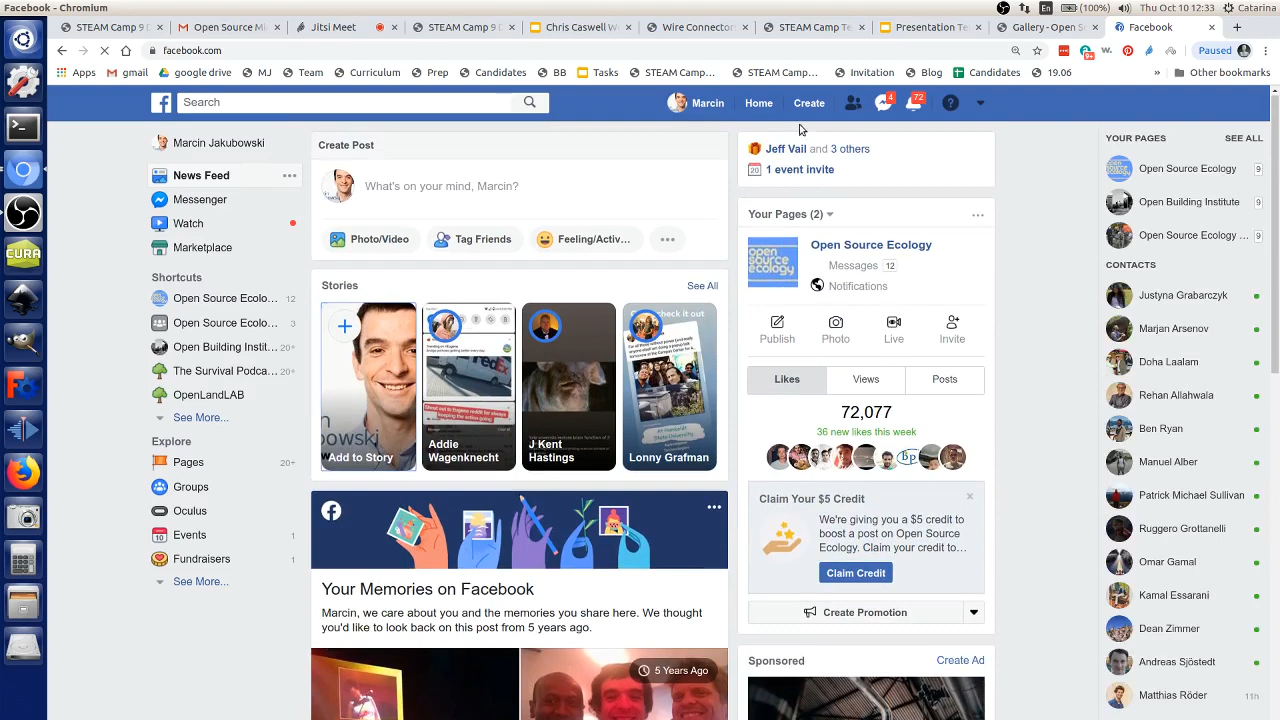 Facebook - Chromium
En
(100%)
Thu Oct 10 12:33
Catarina
STEAM Camp 9 D
Open Source Mi
Jitsi Meet
STEAM Camp 9 D
Chris Caswell W
Wire Connector
STEAM Camp Te
Presentation Te
Gallery - Open S
Facebook
facebook.com
9+
w.
Paused
Apps
gmail
google drive
MJ
Team
Curriculum
Prep
Candidates
BB
Tasks
STEAM Camp...
STEAM Camp...
Invitation
Blog
Candidates
19.06
»
Other bookmarks
Search
Marcin
Home
Create
4
72
Marcin Jakubowski
News Feed
Messenger
Watch
Marketplace
Shortcuts
Open Source Ecolo... 12
Open Source Ecolo... 3
Open Building Instit... 20+
The Survival Podca... 20+
OpenLandLAB
See More...
Explore
Pages 20+
Groups
Oculus
Events 1
Fundraisers 1
See More...
CURA
Create Post
What's on your mind, Marcin?
Photo/Video
Tag Friends
Feeling/Activ...
Stories
See All
Add to Story
Addie Wagenknecht
J Kent Hastings
Lonny Grafman
Your Memories on Facebook
Marcin, we care about you and the memories you share here. We thought
you'd like to look back on this post from 5 years ago.
5 Years Ago
Jeff Vail and 3 others
1 event invite
Your Pages (2)
open source ecology
Open Source Ecology
Messages 12
Notifications
Publish
Photo
Live
Invite
Likes
Views
Posts
72,077
36 new likes this week
Claim Your $5 Credit
We're giving you a $5 credit to
boost a post on Open Source
Ecology. Claim your credit to...
Claim Credit
Create Promotion
Sponsored
Create Ad
YOUR PAGES
SEE ALL
Open Source Ecology 9
Open Building Institute 9
Open Source Ecology ... 9
CONTACTS
Justyna Grabarczyk
Marjan Arsenov
Doha Laalam
Rehan Allahwala
Ben Ryan
Manuel Alber
Patrick Michael Sullivan
Ruggero Grottanelli
Omar Gamal
Kamal Essarani
Dean Zimmer
Andreas Sjöstedt
Matthias Röder 11h